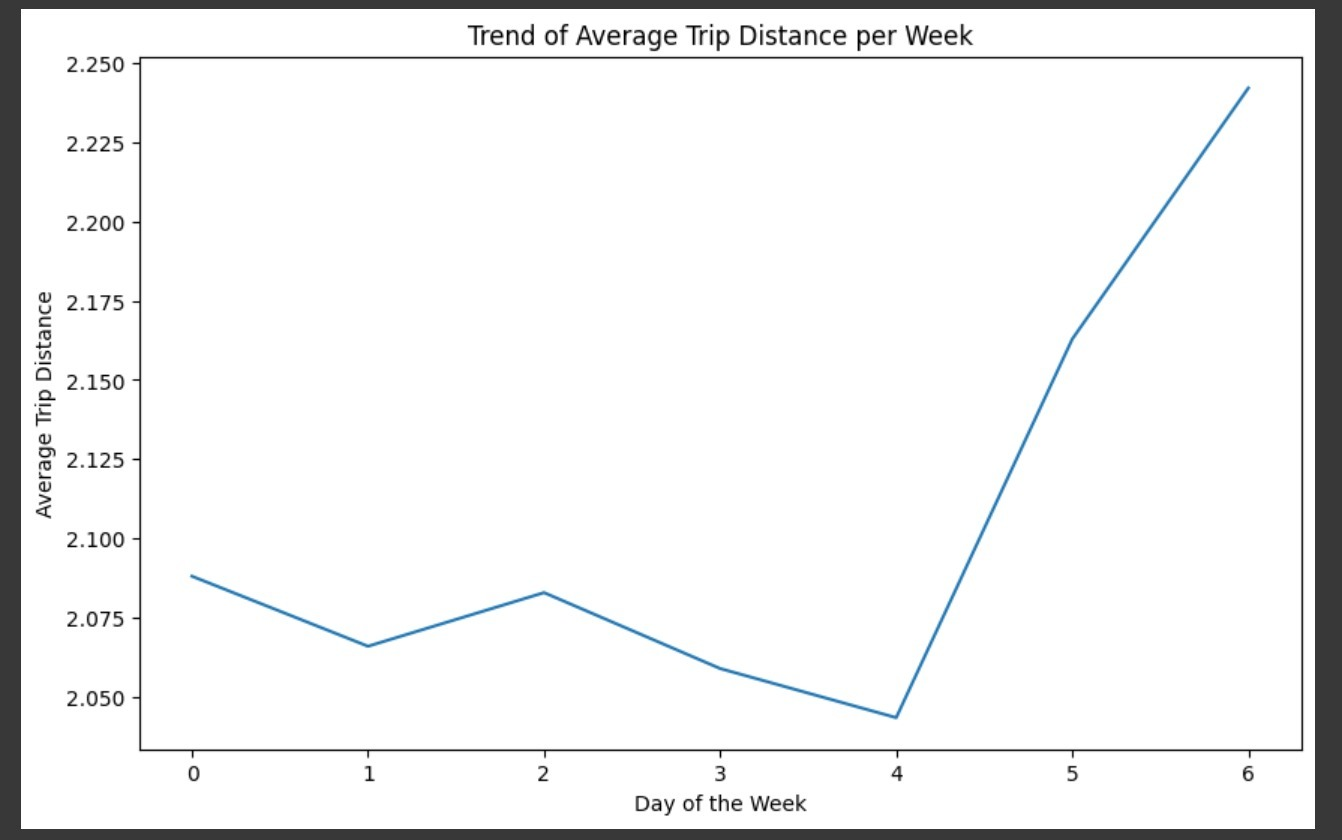 Trend of Average Trip Distance per Week
2.250
2.225
2.200
2.175
2.150
2.125
2.100
2.075
2.050
Average Trip Distance
0 1 2 3 4 5 6
Day of the Week